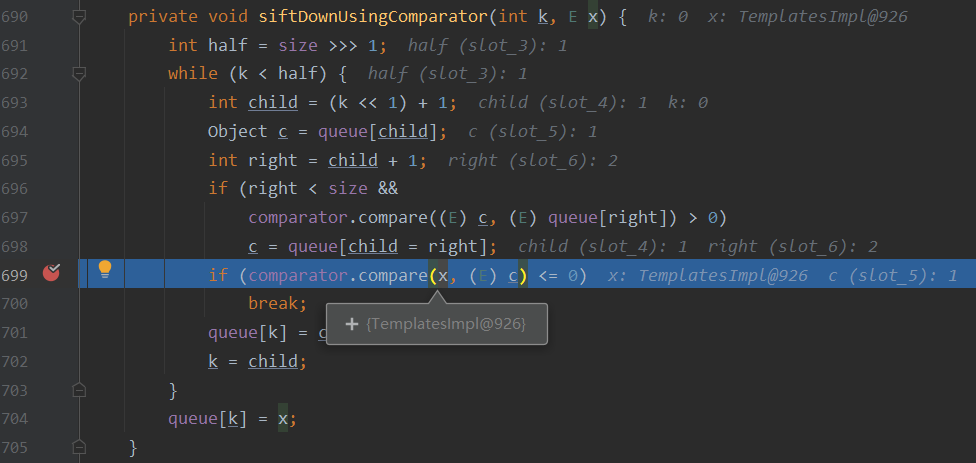 690 private void siftDownUsingComparator(int k, E x) { k: 0 x: TemplatesImpl@926
691 int half = size >>> 1; half (slot_3): 1
692 while (k < half) { half (slot_3): 1
693 int child = (k << 1) + 1; child (slot_4): 1 k: 0
694 Object c = queue[child]; c (slot_5): 1
695 int right = child + 1; right (slot_6): 2
696 if (right < size &&
697 comparator.compare((E) c, (E) queue[right]) > 0)
698 c = queue[child = right]; child (slot_4): 1 right (slot_6): 2
699 if (comparator.compare(x, (E) c) <= 0) x: TemplatesImpl@926 c (slot_5): 1
700 break;
+ {TemplatesImpl@926}
701 queue[k] = c
702 k = child;
703 }
704 queue[k] = x;
705 }